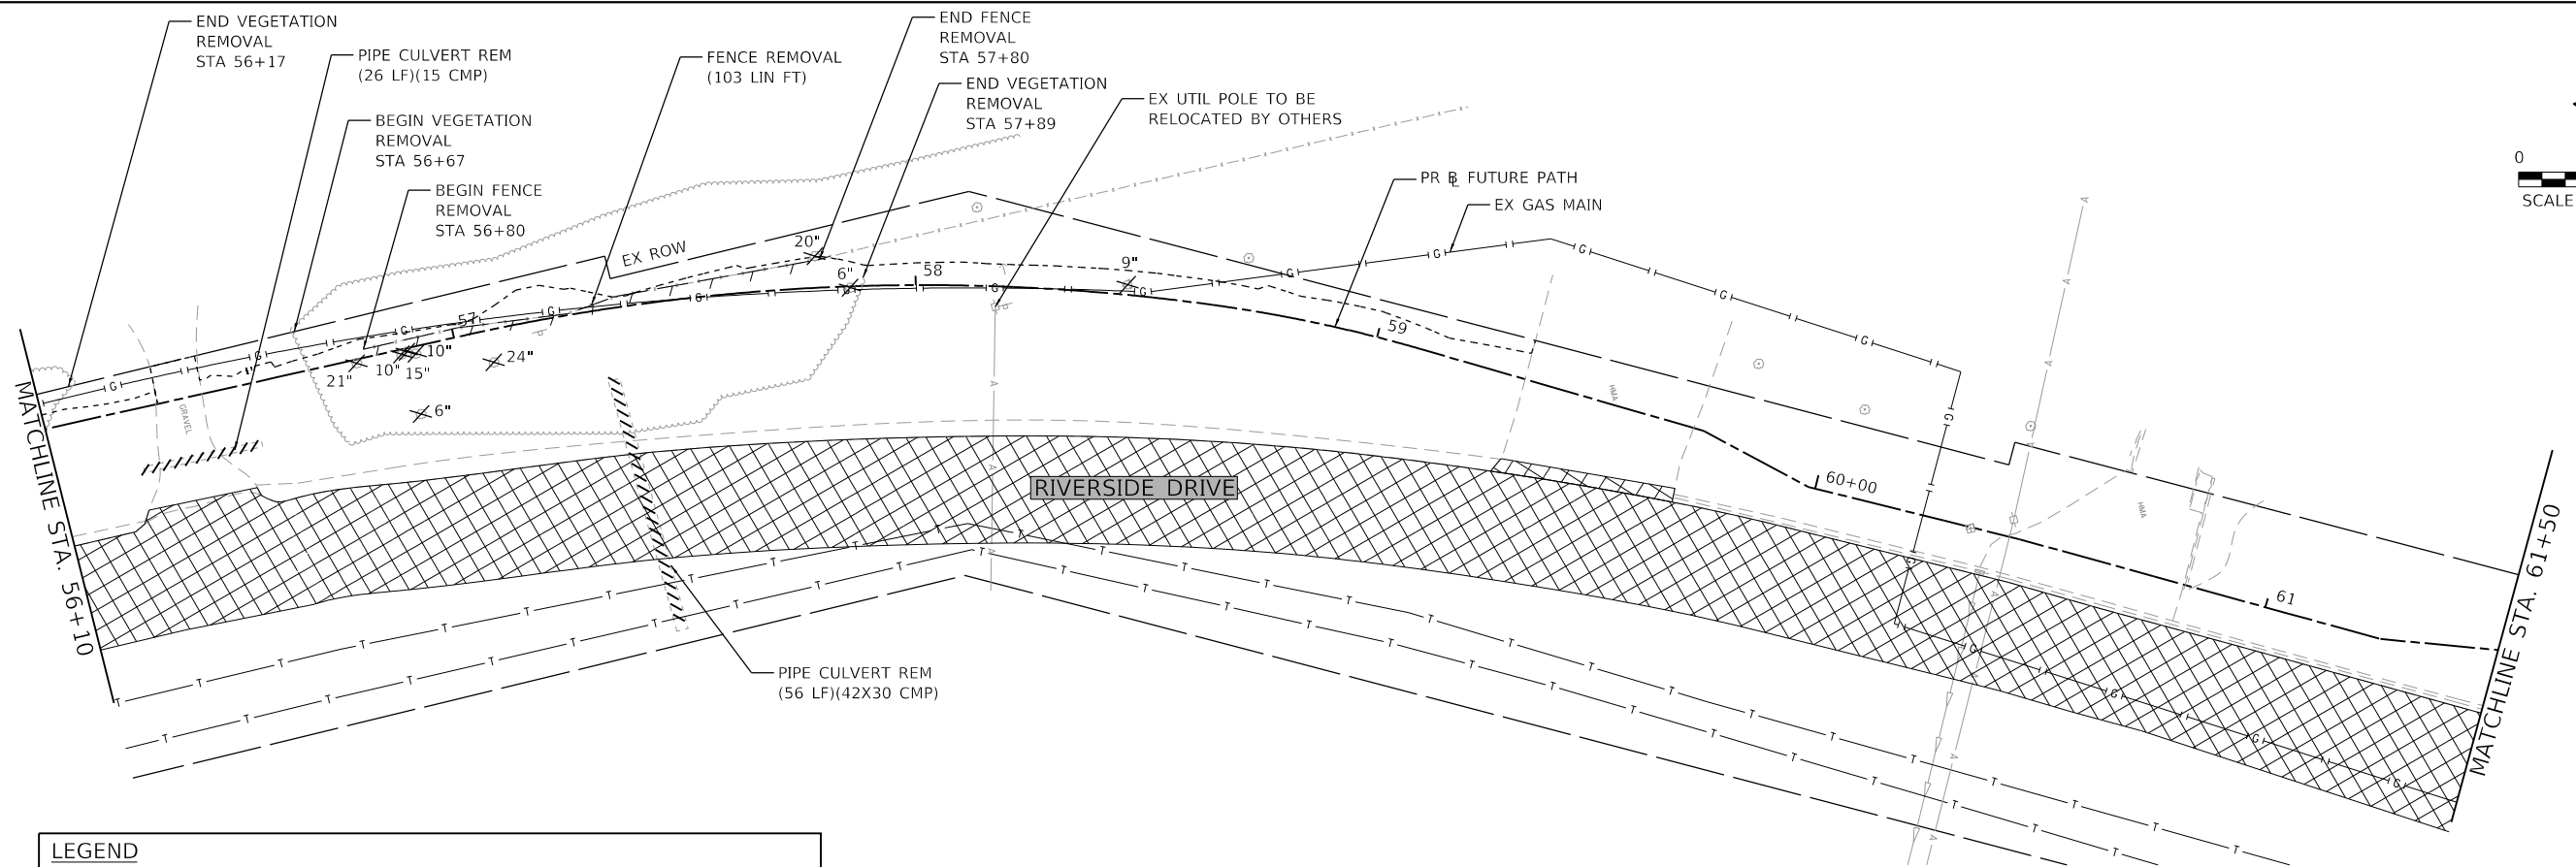 END VEGETATION
REMOVAL
STA 56+17
PIPE CULVERT REM
(26 LF)(15 CMP)
BEGIN VEGETATION
REMOVAL
STA 56+67
BEGIN FENCE
REMOVAL
STA 56+80
FENCE REMOVAL
(103 LIN FT)
END FENCE
REMOVAL
STA 57+80
END VEGETATION
REMOVAL
STA 57+89
EX UTIL POLE TO BE
RELOCATED BY OTHERS
PR ȻL FUTURE PATH
EX GAS MAIN
0
SCALE
EX ROW
20"
6"
58
9"
57
10"
24"
21"
10"
15"
6"
59
60+00
61
GRAVEL
HMA
HMA
RIVERSIDE DRIVE
PIPE CULVERT REM
(56 LF)(42X30 CMP)
MATCHLINE STA. 56+10
MATCHLINE STA. 61+50
LEGEND